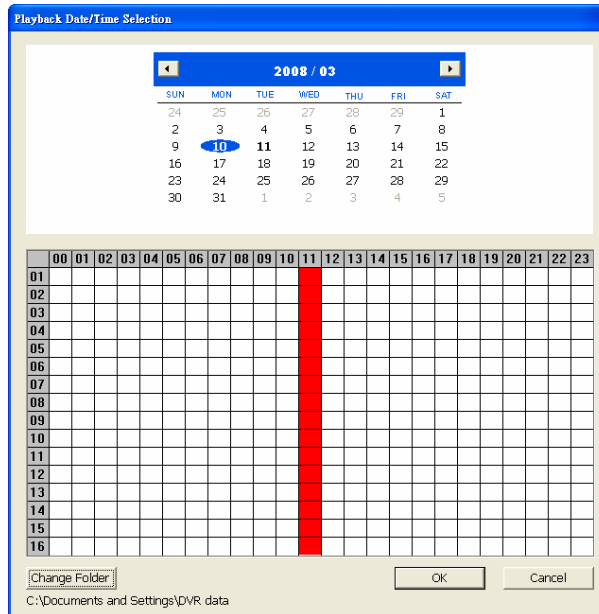 Playback Date/Time Selection
2008 / 03
SUN MON TUE WED THU FRI SAT
24 25 26 27 28 29 1
2 3 4 5 6 7 8
9 10 11 12 13 14 15
16 17 18 19 20 21 22
23 24 25 26 27 28 29
30 31 1 2 3 4 5
00 01 02 03 04 05 06 07 08 09 10 11 12 13 14 15 16 17 18 19 20 21 22 23
01
02
03
04
05
06
07
08
09
10
11
12
13
14
15
16
Change Folder OK Cancel
C:\Documents and Settings\DVR data